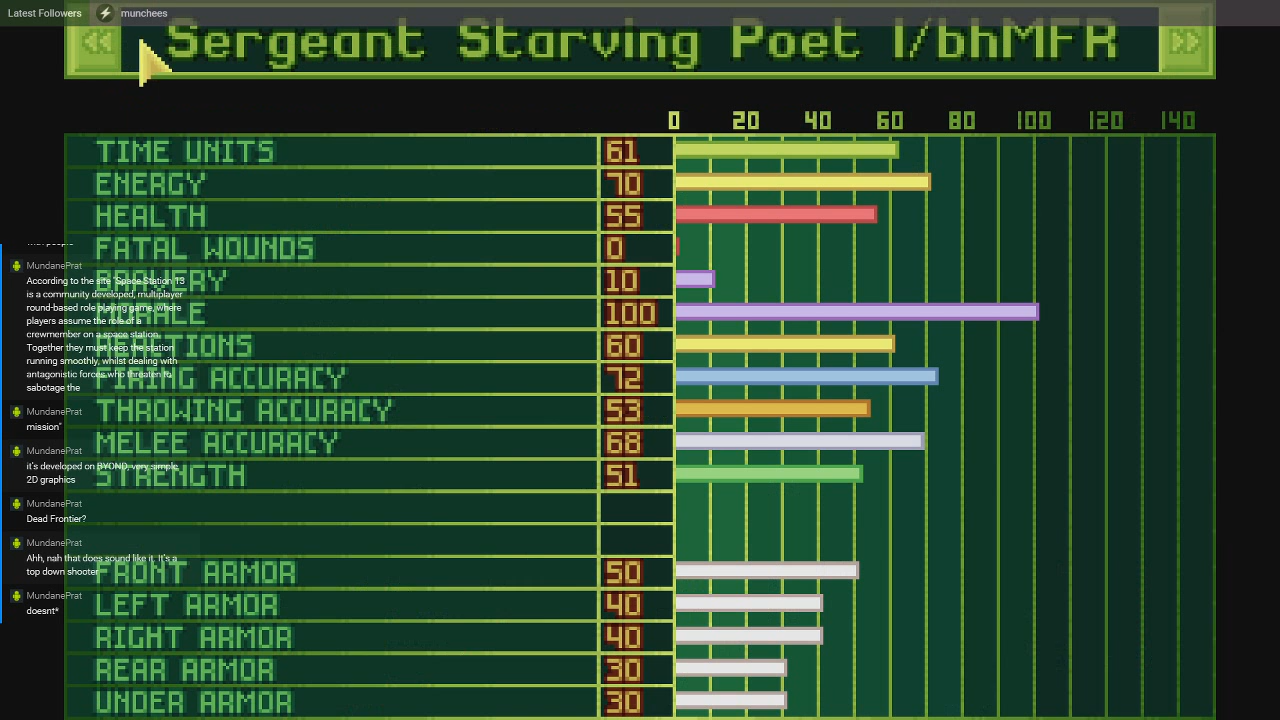 Latest Followers munchees
Sergeant Starving Poet I/bhMFR
0 20 40 60 80 100 120 140
TIME UNITS 61
ENERGY 70
HEALTH 55
FATAL WOUNDS 0
BRAVERY 10
MORALE 100
REACTIONS 60
FIRING ACCURACY 72
THROWING ACCURACY 53
MELEE ACCURACY 68
STRENGTH 51
FRONT ARMOR 50
LEFT ARMOR 40
RIGHT ARMOR 40
REAR ARMOR 30
UNDER ARMOR 30
with people
MundanePrat
According to the site "Space Station 13
is a community developed, multiplayer
round-based role playing game, where
players assume the role of a
crewmember on a space station.
Together they must keep the station
running smoothly, whilst dealing with
antagonistic forces who threaten to
sabotage the
MundanePrat
mission"
MundanePrat
it's developed on BYOND, very simple
2D graphics
MundanePrat
Dead Frontier?
MundanePrat
Ahh, nah that does sound like it. It's a
top down shooter
MundanePrat
doesnt*